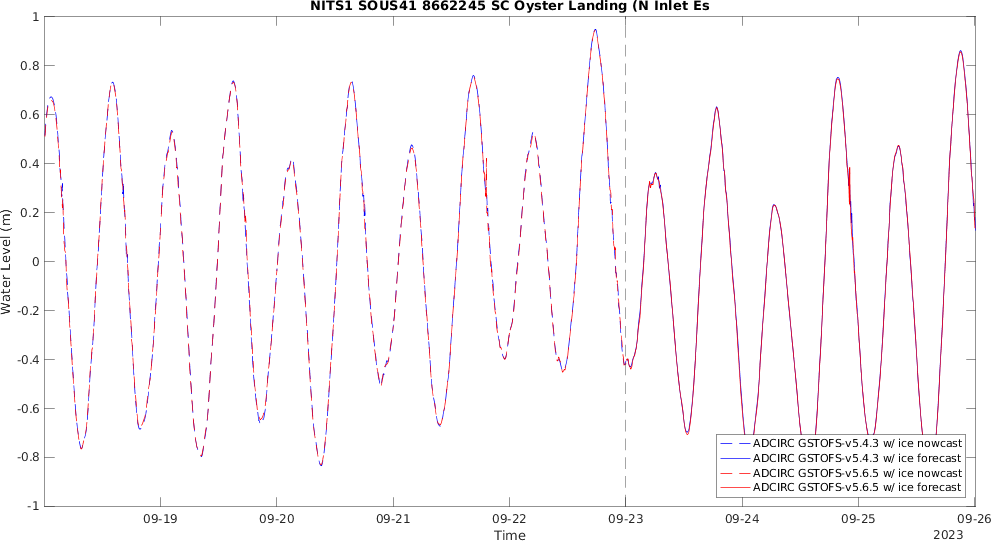 NITS1 SOUS41 8662245 SC Oyster Landing (N Inlet Es
1
0.8
0.6
0.4
0.2
0
-0.2
-0.4
-0.6
-0.8
-1
Water Level (m)
ADCIRC GSTOFS-v5.4.3 w/ ice nowcast
ADCIRC GSTOFS-v5.4.3 w/ ice forecast
ADCIRC GSTOFS-v5.6.5 w/ ice nowcast
ADCIRC GSTOFS-v5.6.5 w/ ice forecast
09-19 09-20 09-21 09-22 09-23 09-24 09-25 09-26
Time
2023